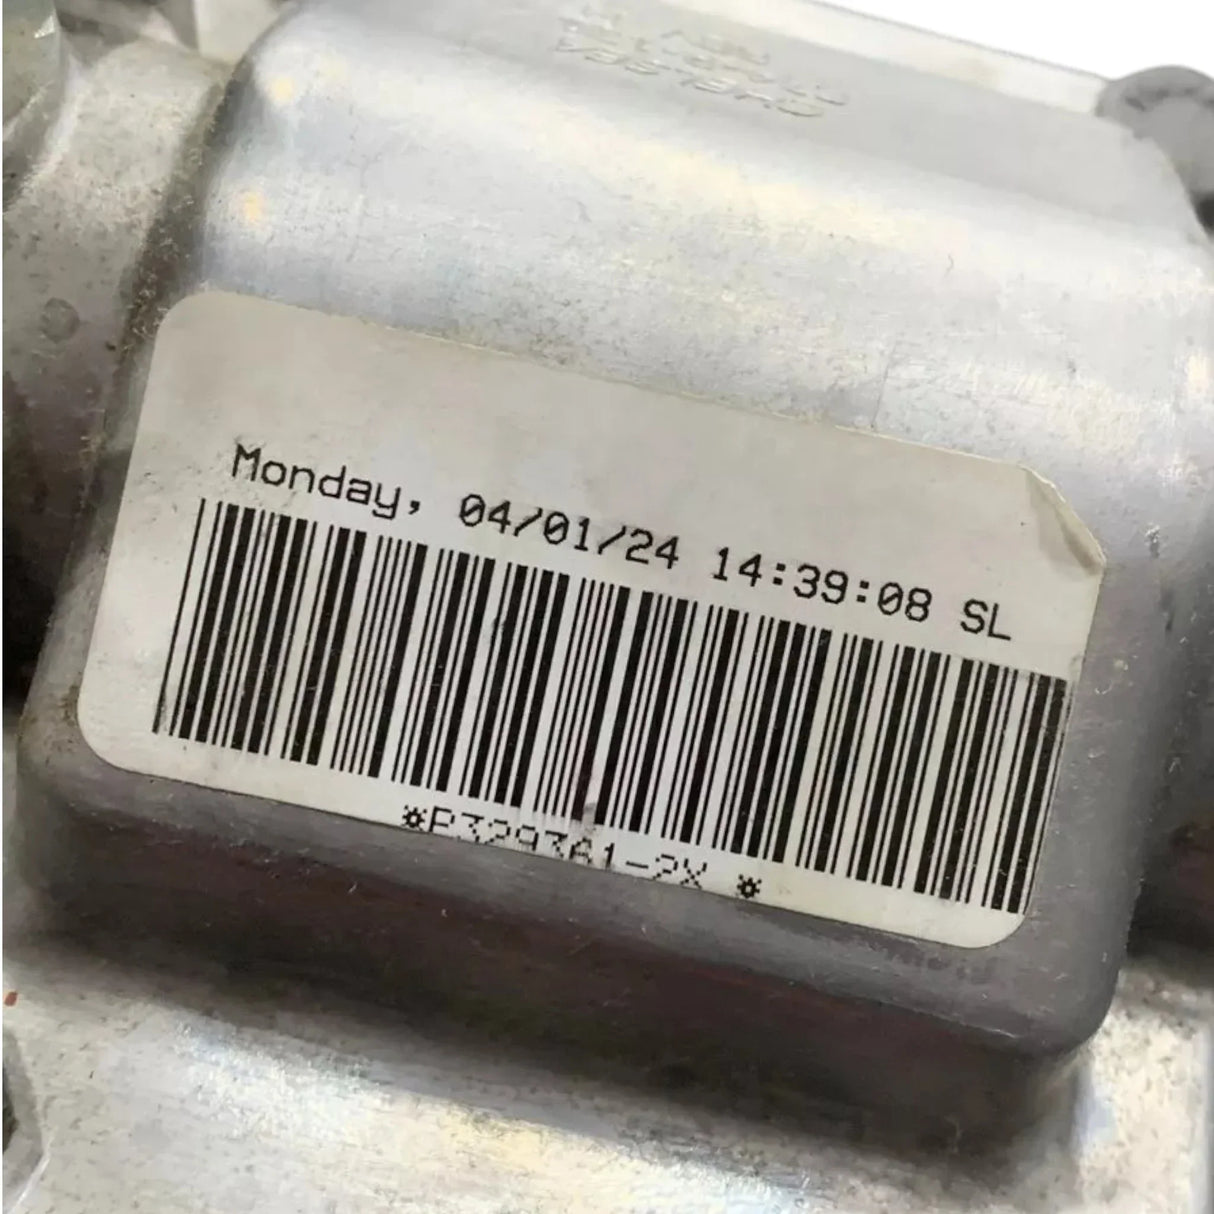 Monday, 04/01/24 14:39:08 SL
*P329361-2X *